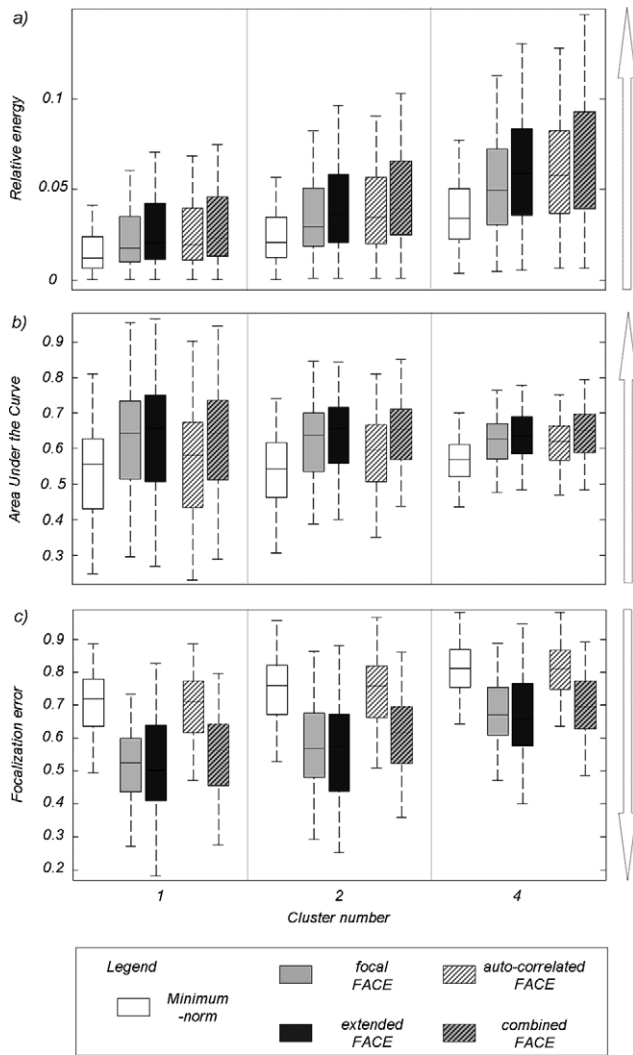 a)
Relative energy
0.1
0.05
0
b)
Area Under the Curve
0.9
0.8
0.7
0.6
0.5
0.4
0.3
c)
Focalization error
0.9
0.8
0.7
0.6
0.5
0.4
0.3
0.2
1 2 4
Cluster number
Legend
Minimum
-norm
focal
FACE
auto-correlated
FACE
extended
FACE
combined
FACE